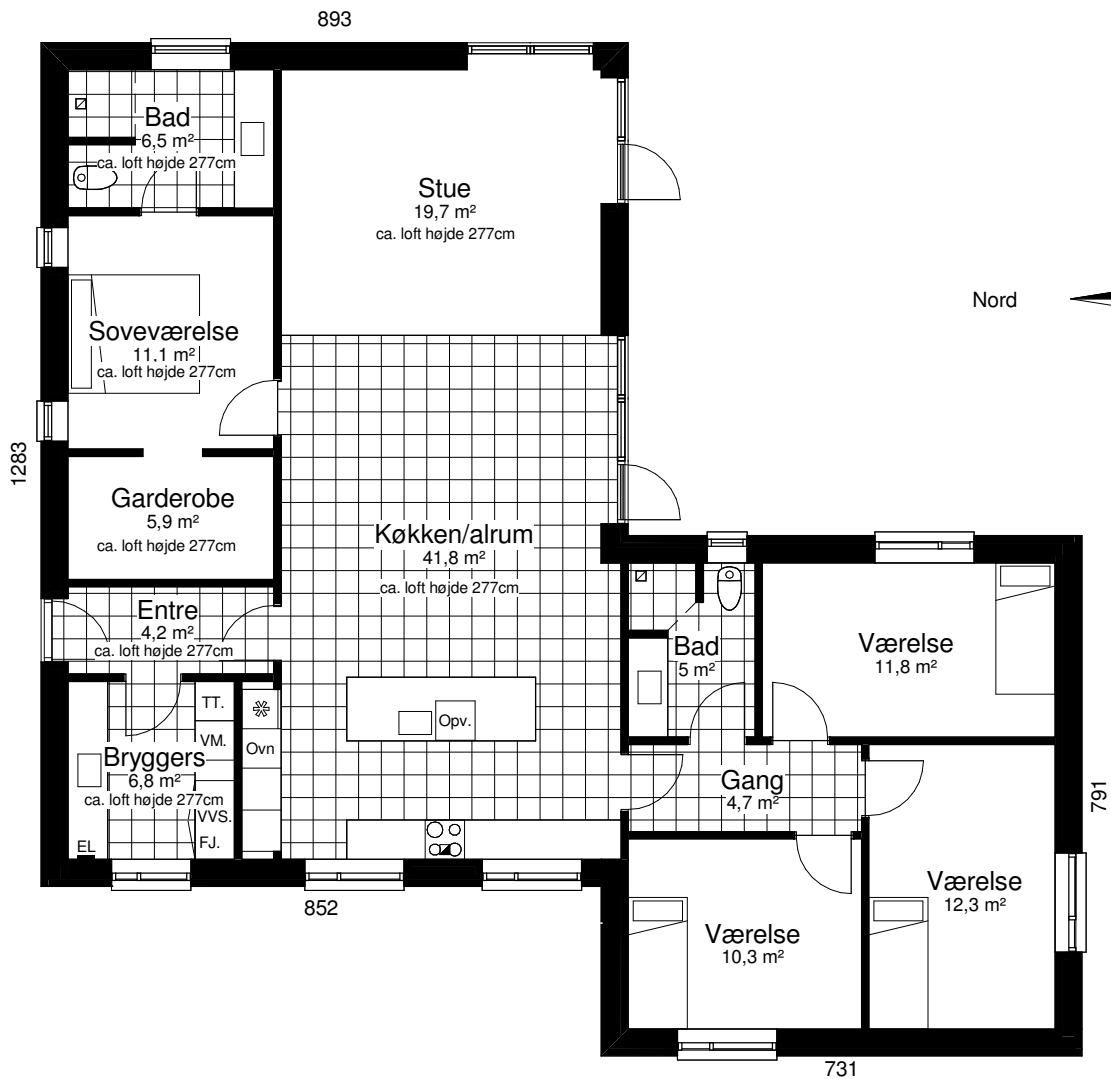 893
Bad
6,5 m²
ca. loft højde 277cm
Stue
19,7 m²
ca. loft højde 277cm
Nord
Soveværelse
11,1 m²
ca. loft højde 277cm
1283
Garderobe
5,9 m²
ca. loft højde 277cm
Køkken/alrum
41,8 m²
ca. loft højde 277cm
Entre
4,2 m²
ca. loft højde 277cm
Bad
5 m²
Værelse
11,8 m²
TT.
VM.
Ovn
Opv.
Bryggers
6,8 m²
ca. loft højde 277cm
VVS.
FJ.
EL
Gang
4,7 m²
791
Værelse
12,3 m²
852
Værelse
10,3 m²
731